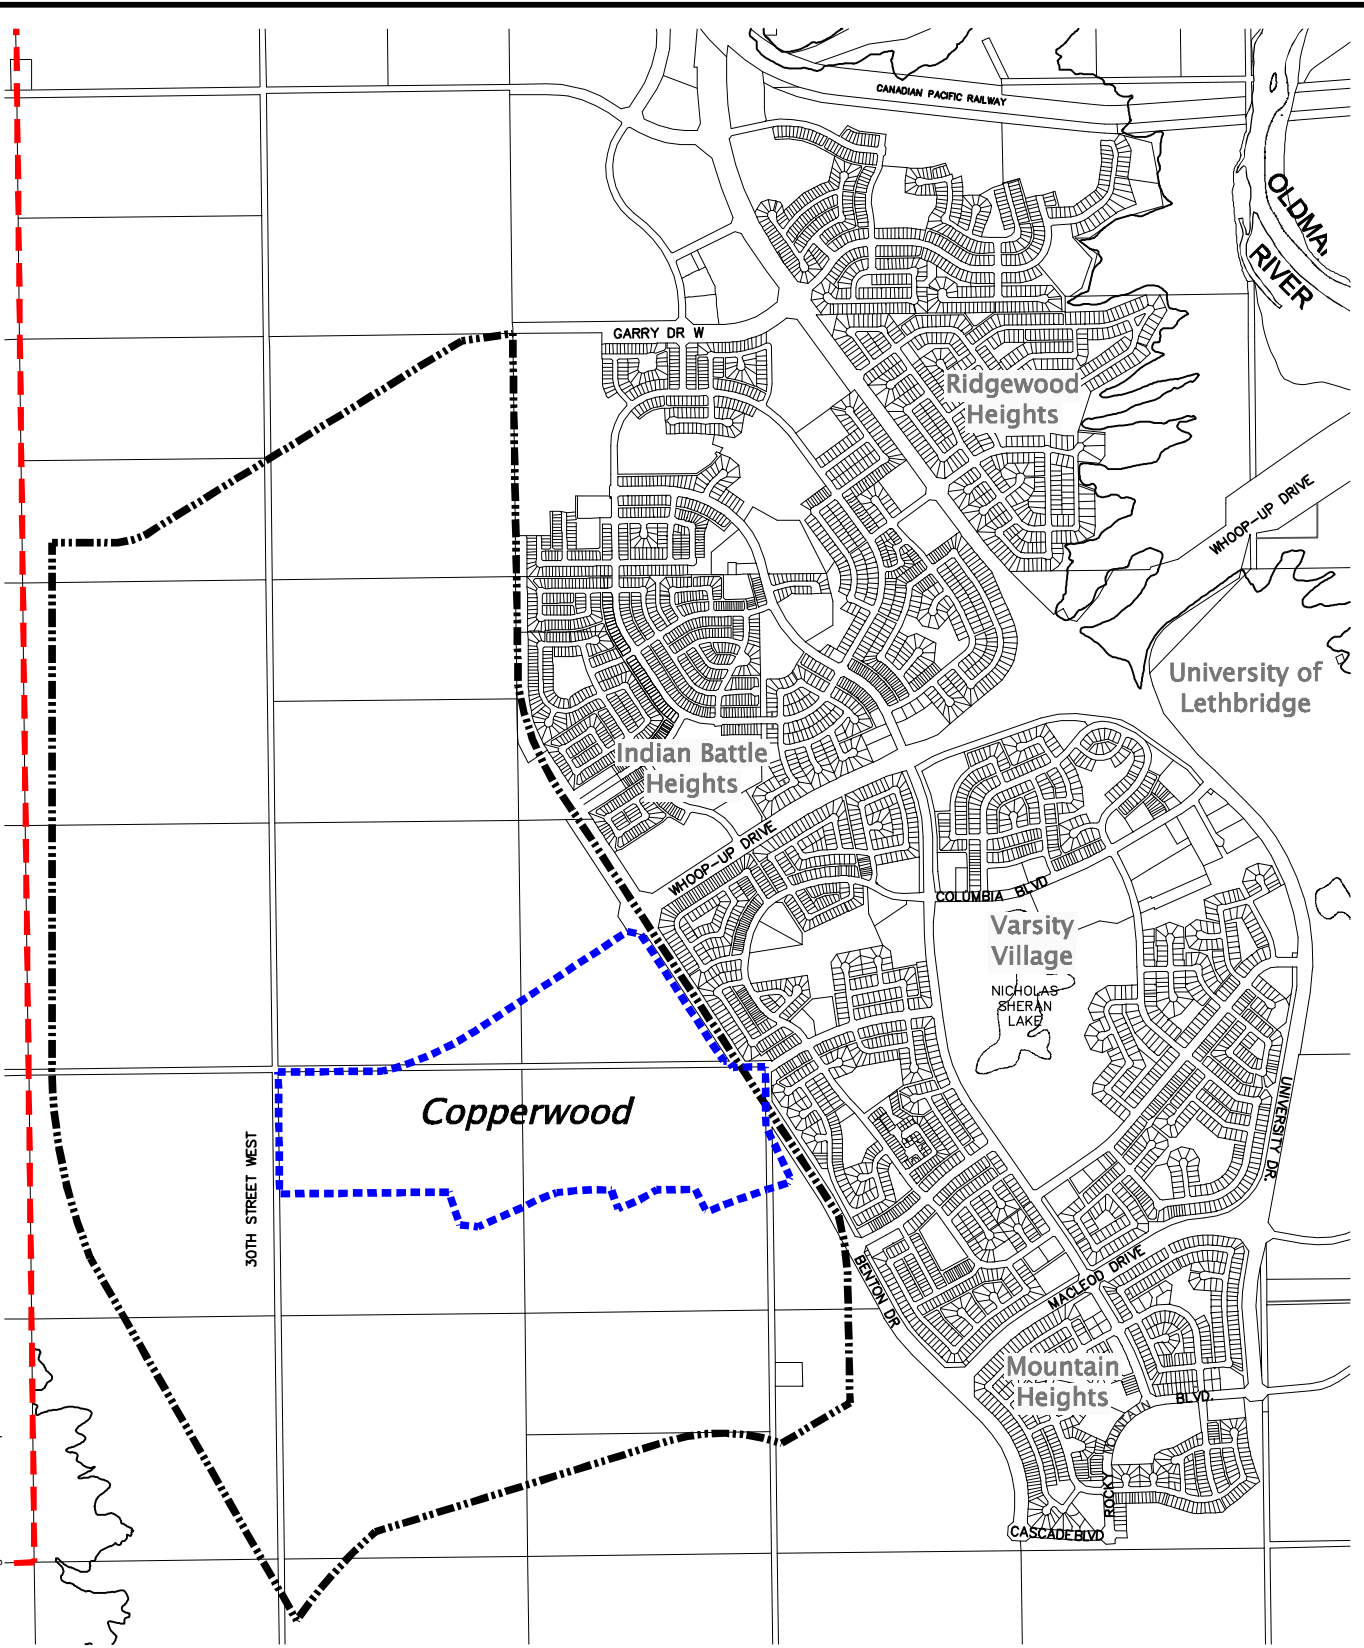 CANADIAN PACIFIC RAILWAY
OLDMA
RIVER
GARRY DR W
Ridgewood
Heights
WHOOP-UP DRIVE
University of
Lethbridge
Indian Battle
Heights
WHOOP-UP DRIVE
COLUMBIA BLVD
Varsity
Village
NICHOLAS
SHERAN
LAKE
Copperwood
UNIVERSITY DR.
30TH STREET WEST
BENTON DR
MACLEOD DRIVE
Mountain
Heights
ROCKY MOUNTAIN BLVD.
CASCADE BLVD